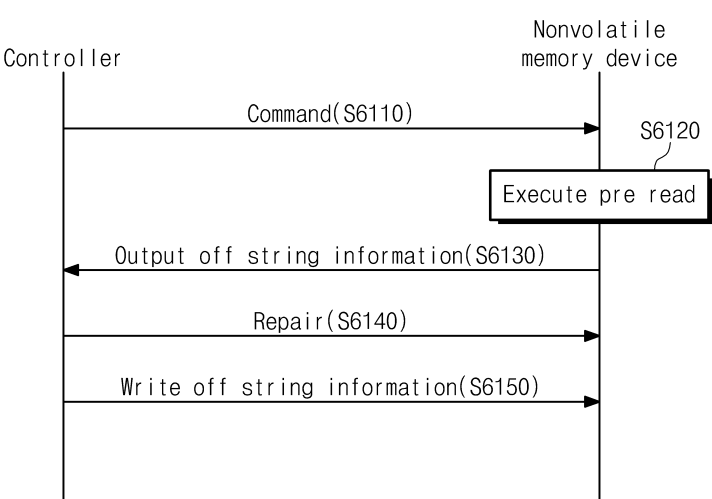 Nonvolatile
Controller
memory device
Command(S6110)
S6120
Execute pre read
Output off string information(S6130)
Repair(S6140)
Write off string information(S6150)